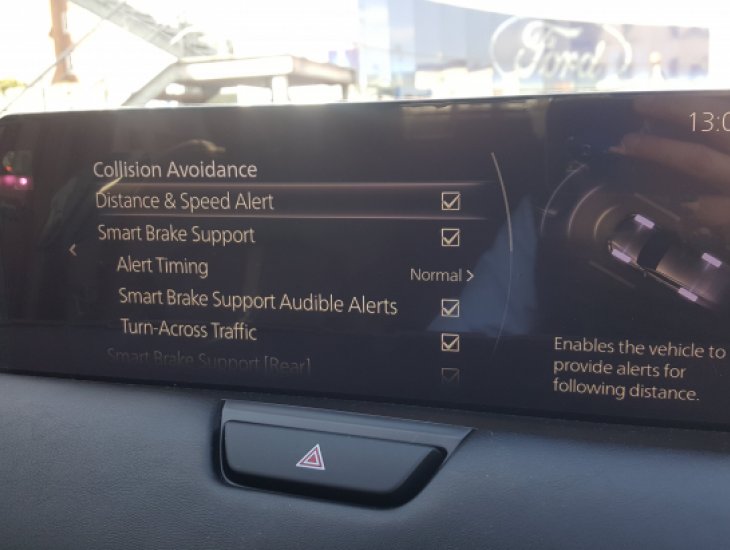 Ford
13:0
Collision Avoidance
Distance & Speed Alert
Smart Brake Support
Alert Timing
Normal >
Smart Brake Support Audible Alerts
Turn-Across Traffic
Smart Brake Support [Rear]
Enables the vehicle to
provide alerts for
following distance.